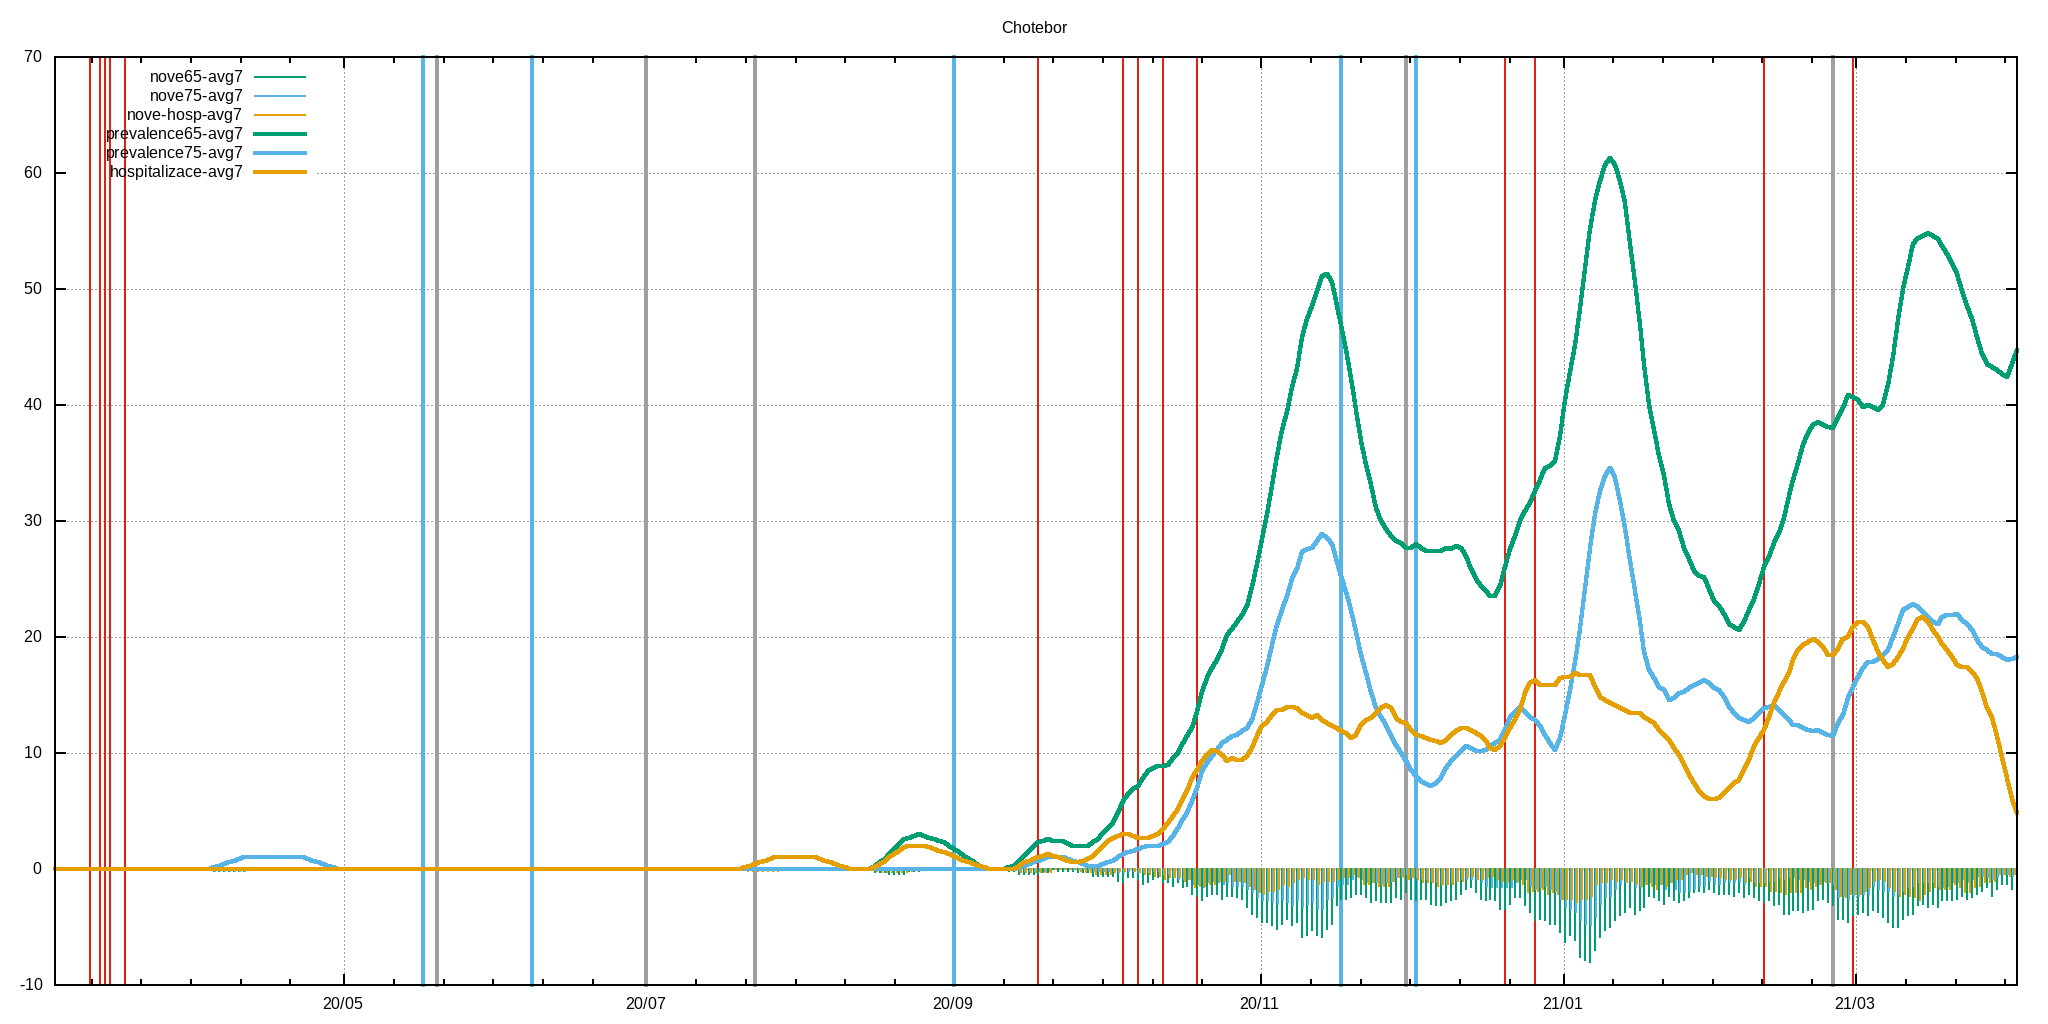 Chotebor
70
nove65-avg7
nove75-avg7
nove-hosp-avg7
prevalence65-avg7
prevalence75-avg7
hospitalizace-avg7
60
50
40
30
20
10
0
-10
20/05 20/07 20/09 20/11 21/01 21/03